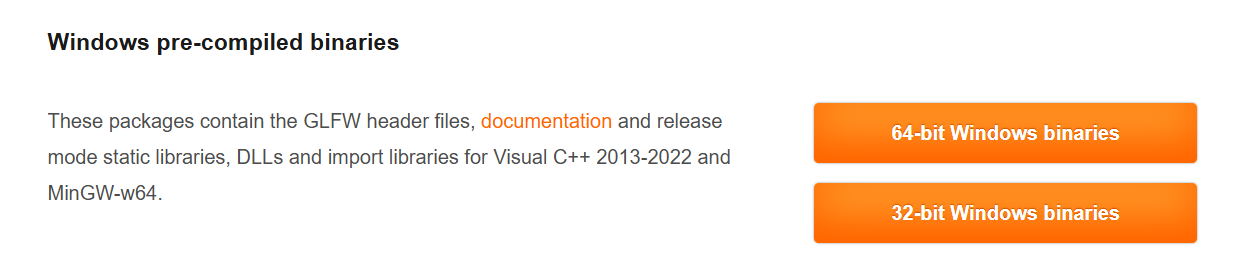 Windows pre-compiled binaries
These packages contain the GLFW header files, documentation and release
mode static libraries, DLLs and import libraries for Visual C++ 2013-2022 and
MinGW-w64.
64-bit Windows binaries
32-bit Windows binaries